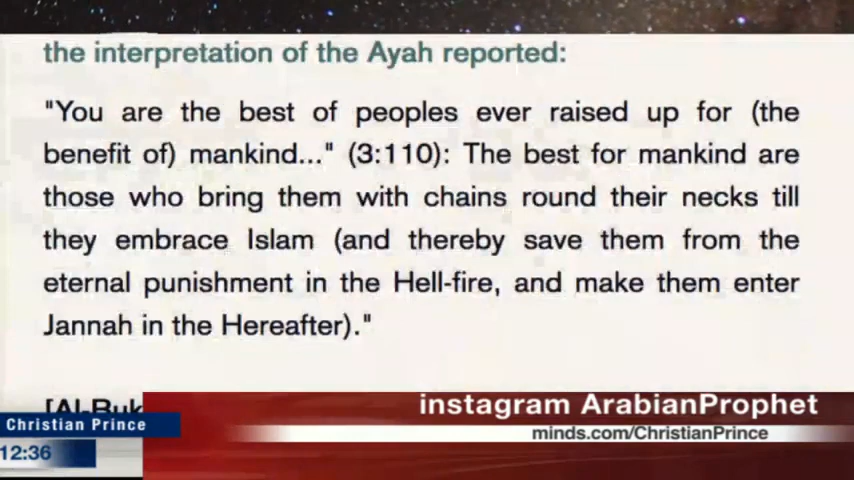 the interpretation of the Ayah reported:
"You are the best of peoples ever raised up for (the
benefit of) mankind..." (3:110): The best for mankind are
those who bring them with chains round their necks till
they embrace Islam (and thereby save them from the
eternal punishment in the Hell-fire, and make them enter
Jannah in the Hereafter)."
instagram ArabianProphet
Christian Prince
minds.com/ChristianPrince
12:36